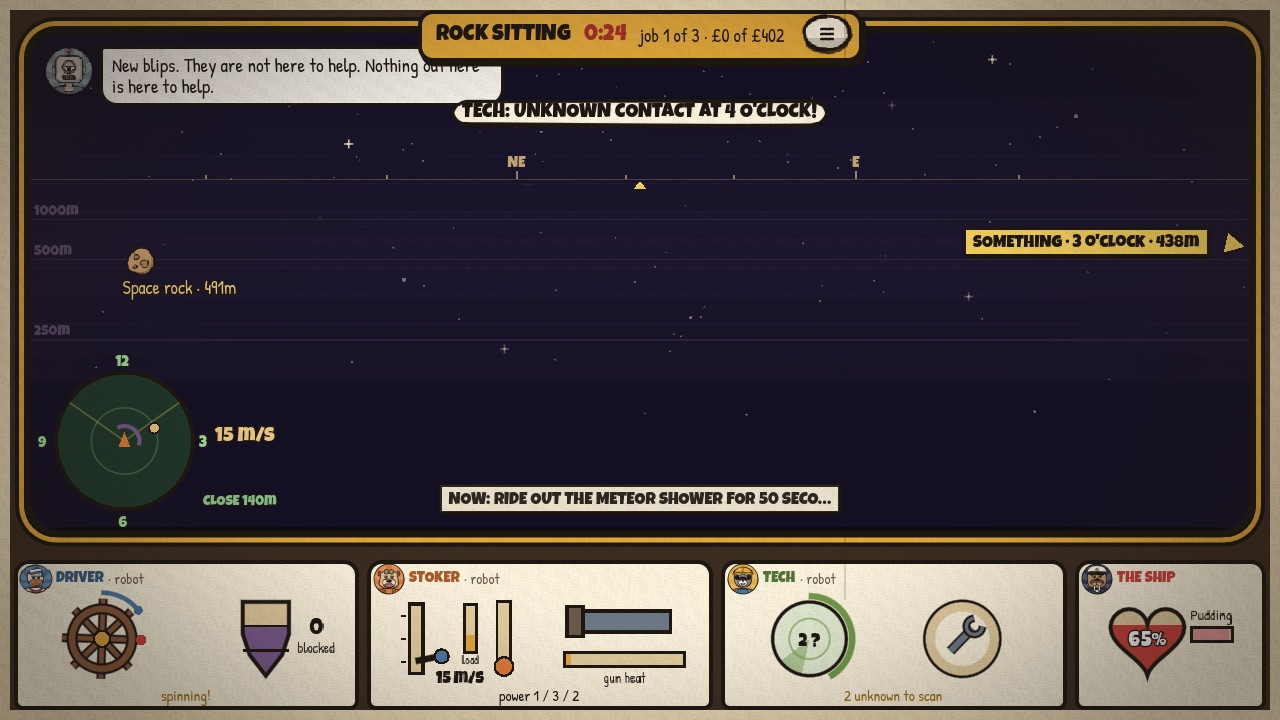 ROCK SITTING 0:24 job 1 of 3 · £0 of £402
New blips. They are not here to help. Nothing out here
is here to help.
TECH: UNKNOWN CONTACT AT 4 O'CLOCK!
NE E
1000m
SOMETHING · 3 O'CLOCK · 438m
500m
Space rock · 491m
250m
12
9 3 15 m/s
CLOSE 140m
6
NOW: RIDE OUT THE METEOR SHOWER FOR 50 SECO...
DRIVER · robot
0
blocked
spinning!
STOKER · robot
load
15 m/s
gun heat
power 1 / 3 / 2
TECH · robot
2 ?
2 unknown to scan
THE SHIP
Pudding
65%